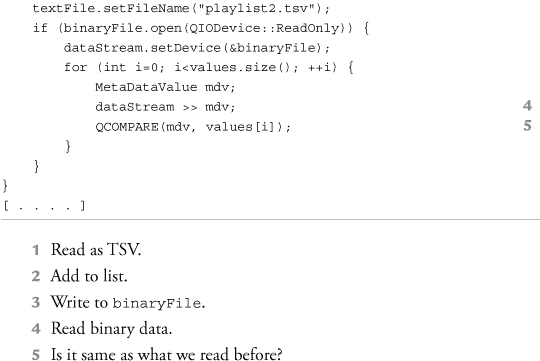 textFile.setFileName("playlist2.tsv");
if (binaryFile.open(QIODevice::ReadOnly)) {
dataStream.setDevice(&binaryFile);
for (int i=0; i<values.size(); ++i) {
MetaDataValue mdv;
dataStream >> mdv; 4
QCOMPARE(mdv, values[i]); 5
}
}
}
[ . . . . ]
1 Read as TSV.
2 Add to list.
3 Write to binaryFile.
4 Read binary data.
5 Is it same as what we read before?